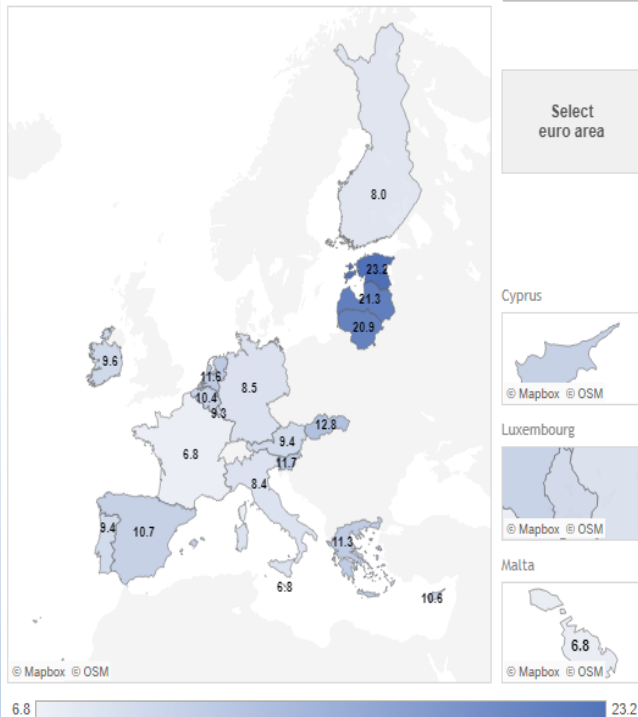 Select
euro area
8.0
23.2
21.3
20.9
Cyprus
© Mapbox © OSM
9.6
11.6
8.5
10.4
9.3
12.8
9.4
11.7
6.8
8.4
Luxembourg
© Mapbox © OSM
9.4
10.7
11.3
6.8
10.6
Malta
6.8
© Mapbox © OSM
© Mapbox © OSM
6.8
23.2